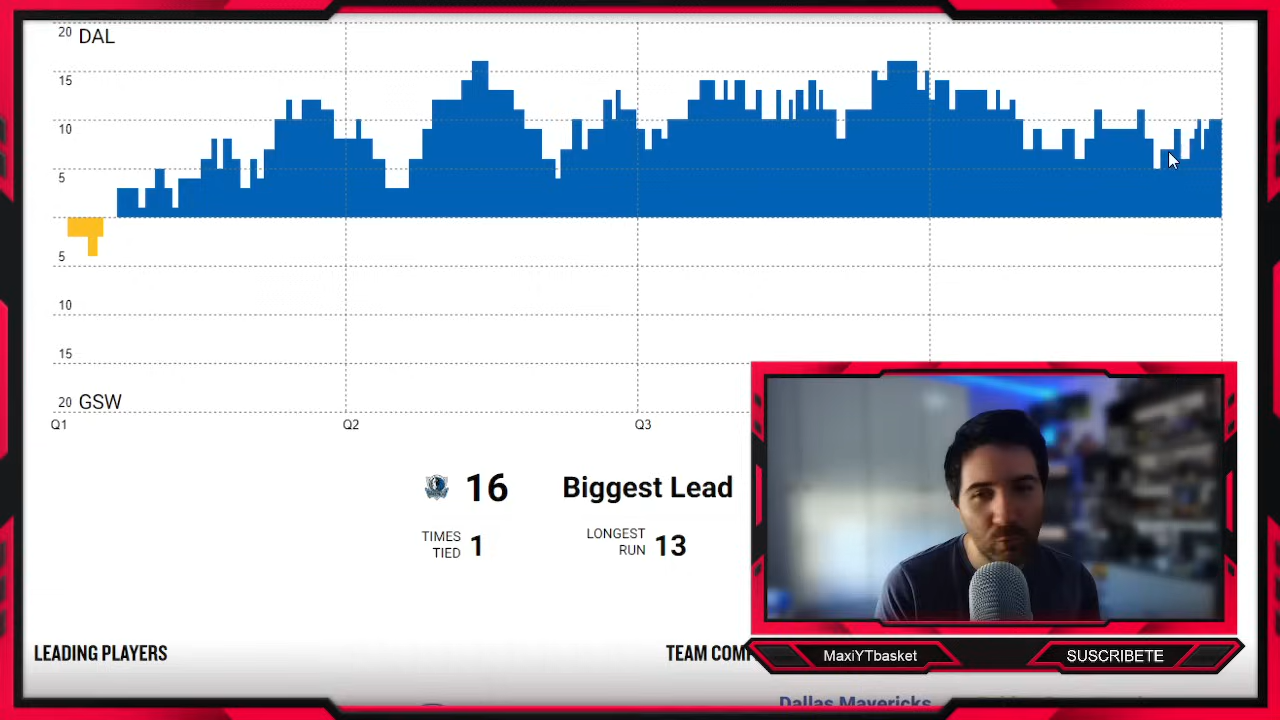 20 DAL
15
10
5
5
10
15
20 GSW
Q1 Q2 Q3
16 Biggest Lead
TIMES TIED 1
LONGEST RUN 13
LEADING PLAYERS
TEAM
MaxiYTbasket
SUSCRIBETE
Dallas Mavericks